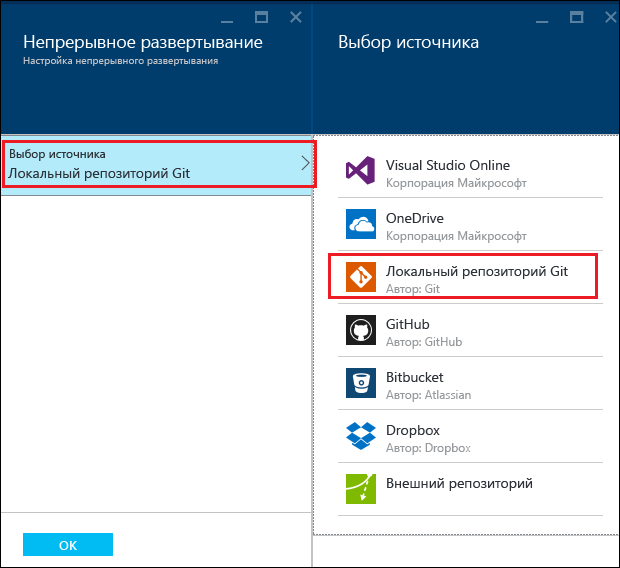 Непрерывное развертывание
Настройка непрерывного развертывания
Выбор источника
Локальный репозиторий Git
OK
Выбор источника
Visual Studio Online
Корпорация Майкрософт
OneDrive
Корпорация Майкрософт
Локальный репозиторий Git
Автор: Git
GitHub
Автор: GitHub
Bitbucket
Автор: Atlassian
Dropbox
Автор: Dropbox
Внешний репозиторий